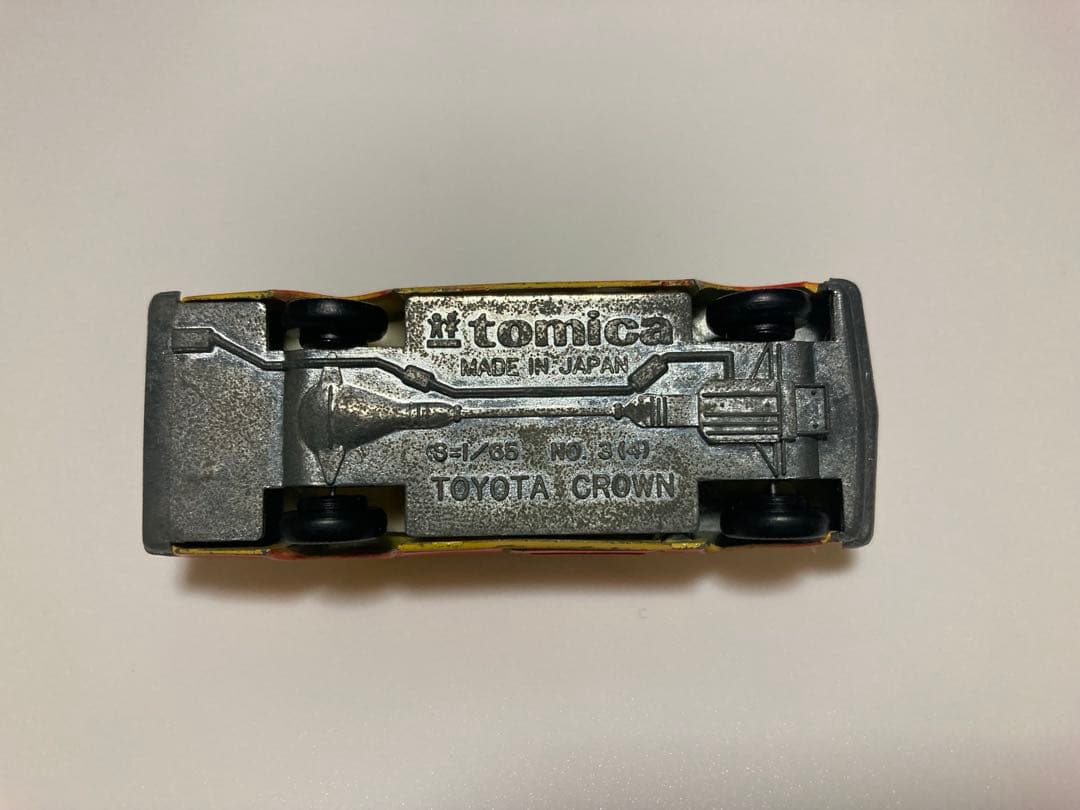 tomica
MADE IN JAPAN
S=1/65 NO. 3(4)
TOYOTA CROWN